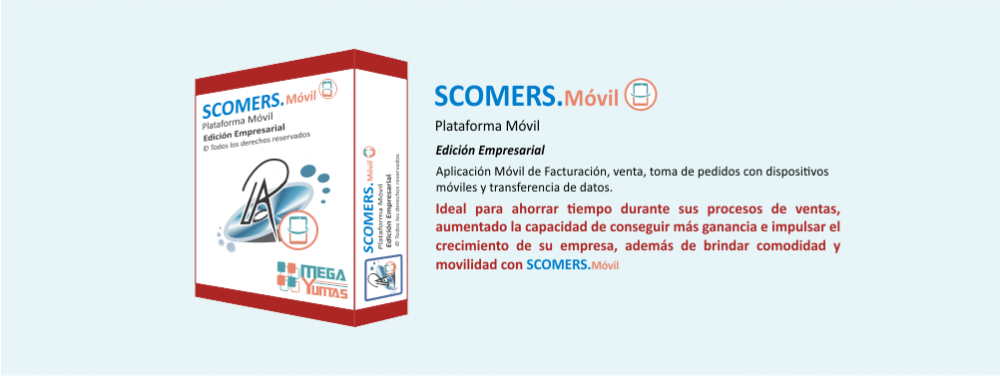 SCOMERS.Móvil
Plataforma Móvil
Edición Empresarial
© Todos los derechos reservados
PA
MEGA
YUNTAS
SCOMERS.Móvil
Plataforma Móvil
Edición Empresarial
© Todos los derechos reservados
SCOMERS.Móvil
Plataforma Móvil
Edición Empresarial
Aplicación Móvil de Facturación, venta, toma de pedidos con dispositivos
móviles y transferencia de datos.
Ideal para ahorrar tiempo durante sus procesos de ventas,
aumentado la capacidad de conseguir más ganancia e impulsar el
crecimiento de su empresa, además de brindar comodidad y
movilidad con SCOMERS.Móvil